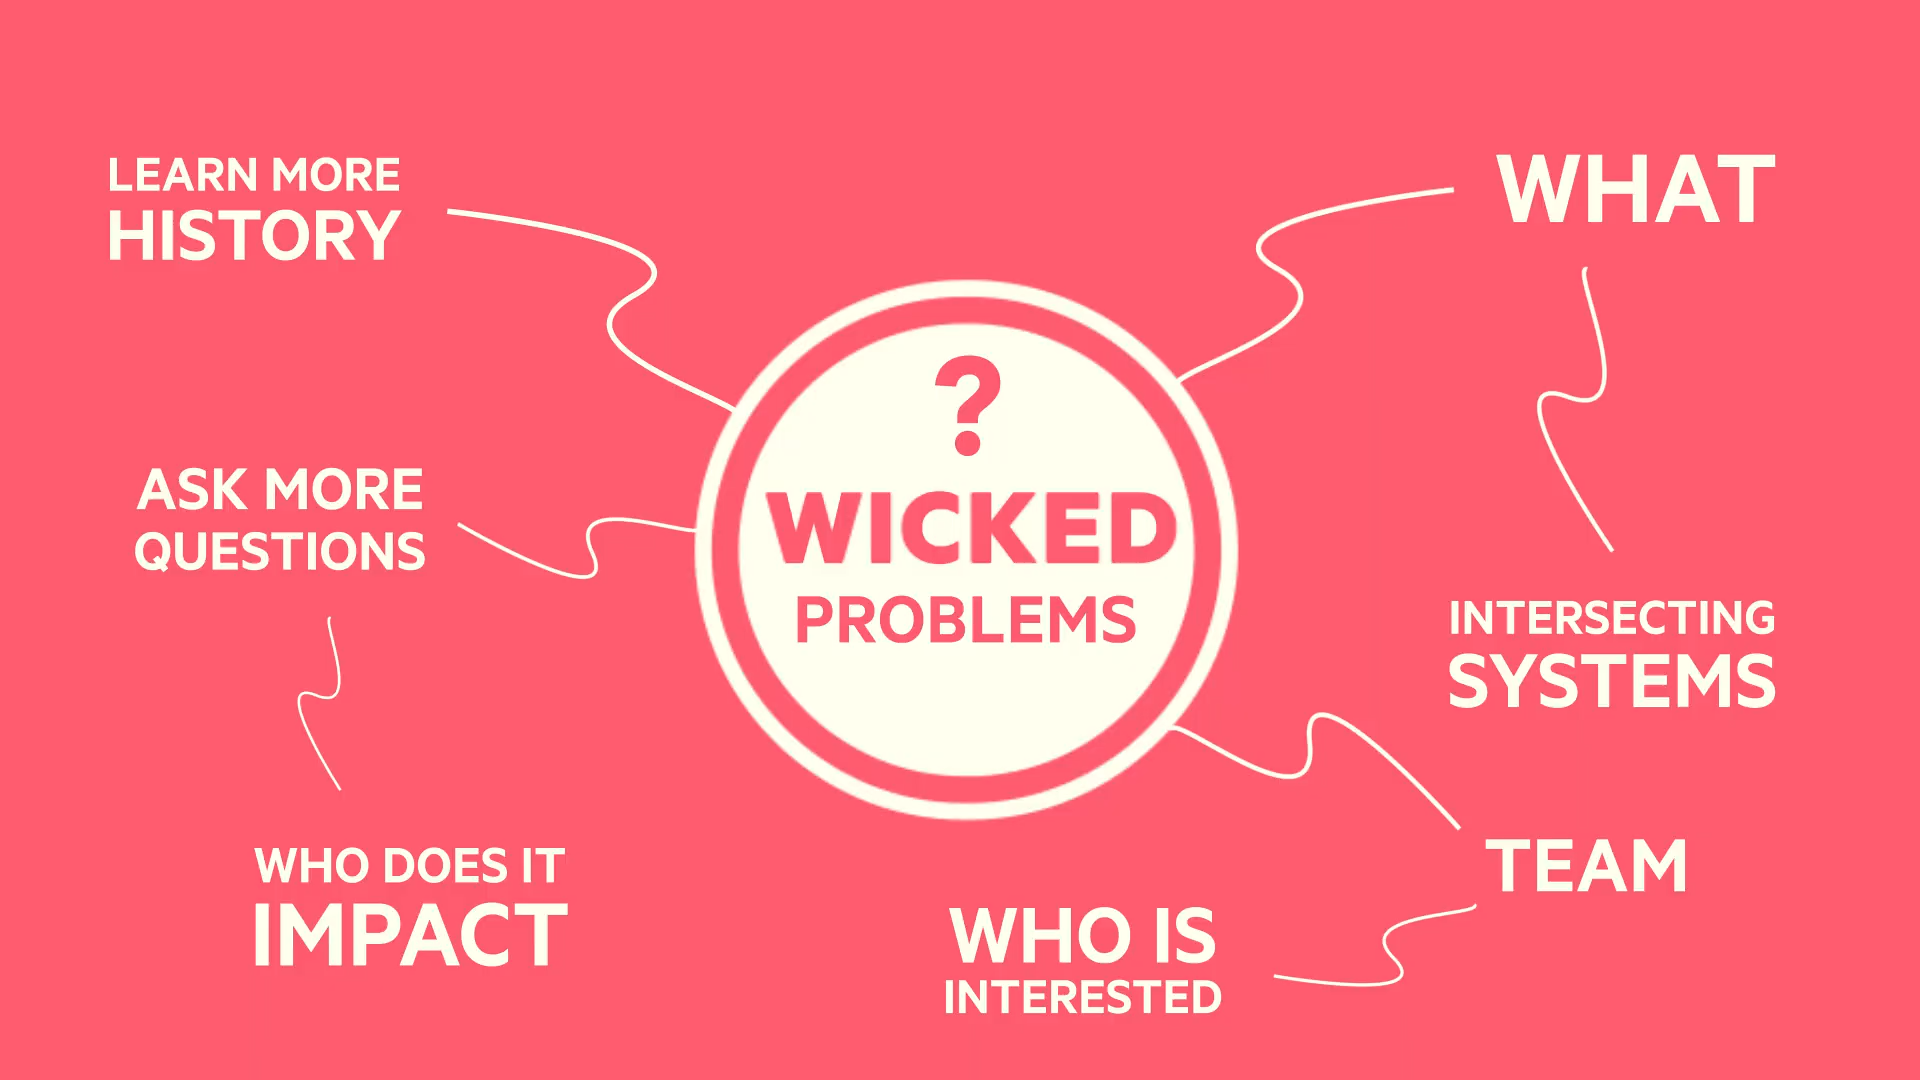 LEARN MORE
HISTORY
WHAT
?
WICKED
PROBLEMS
ASK MORE
QUESTIONS
INTERSECTING
SYSTEMS
WHO DOES IT
IMPACT
TEAM
WHO IS
INTERESTED